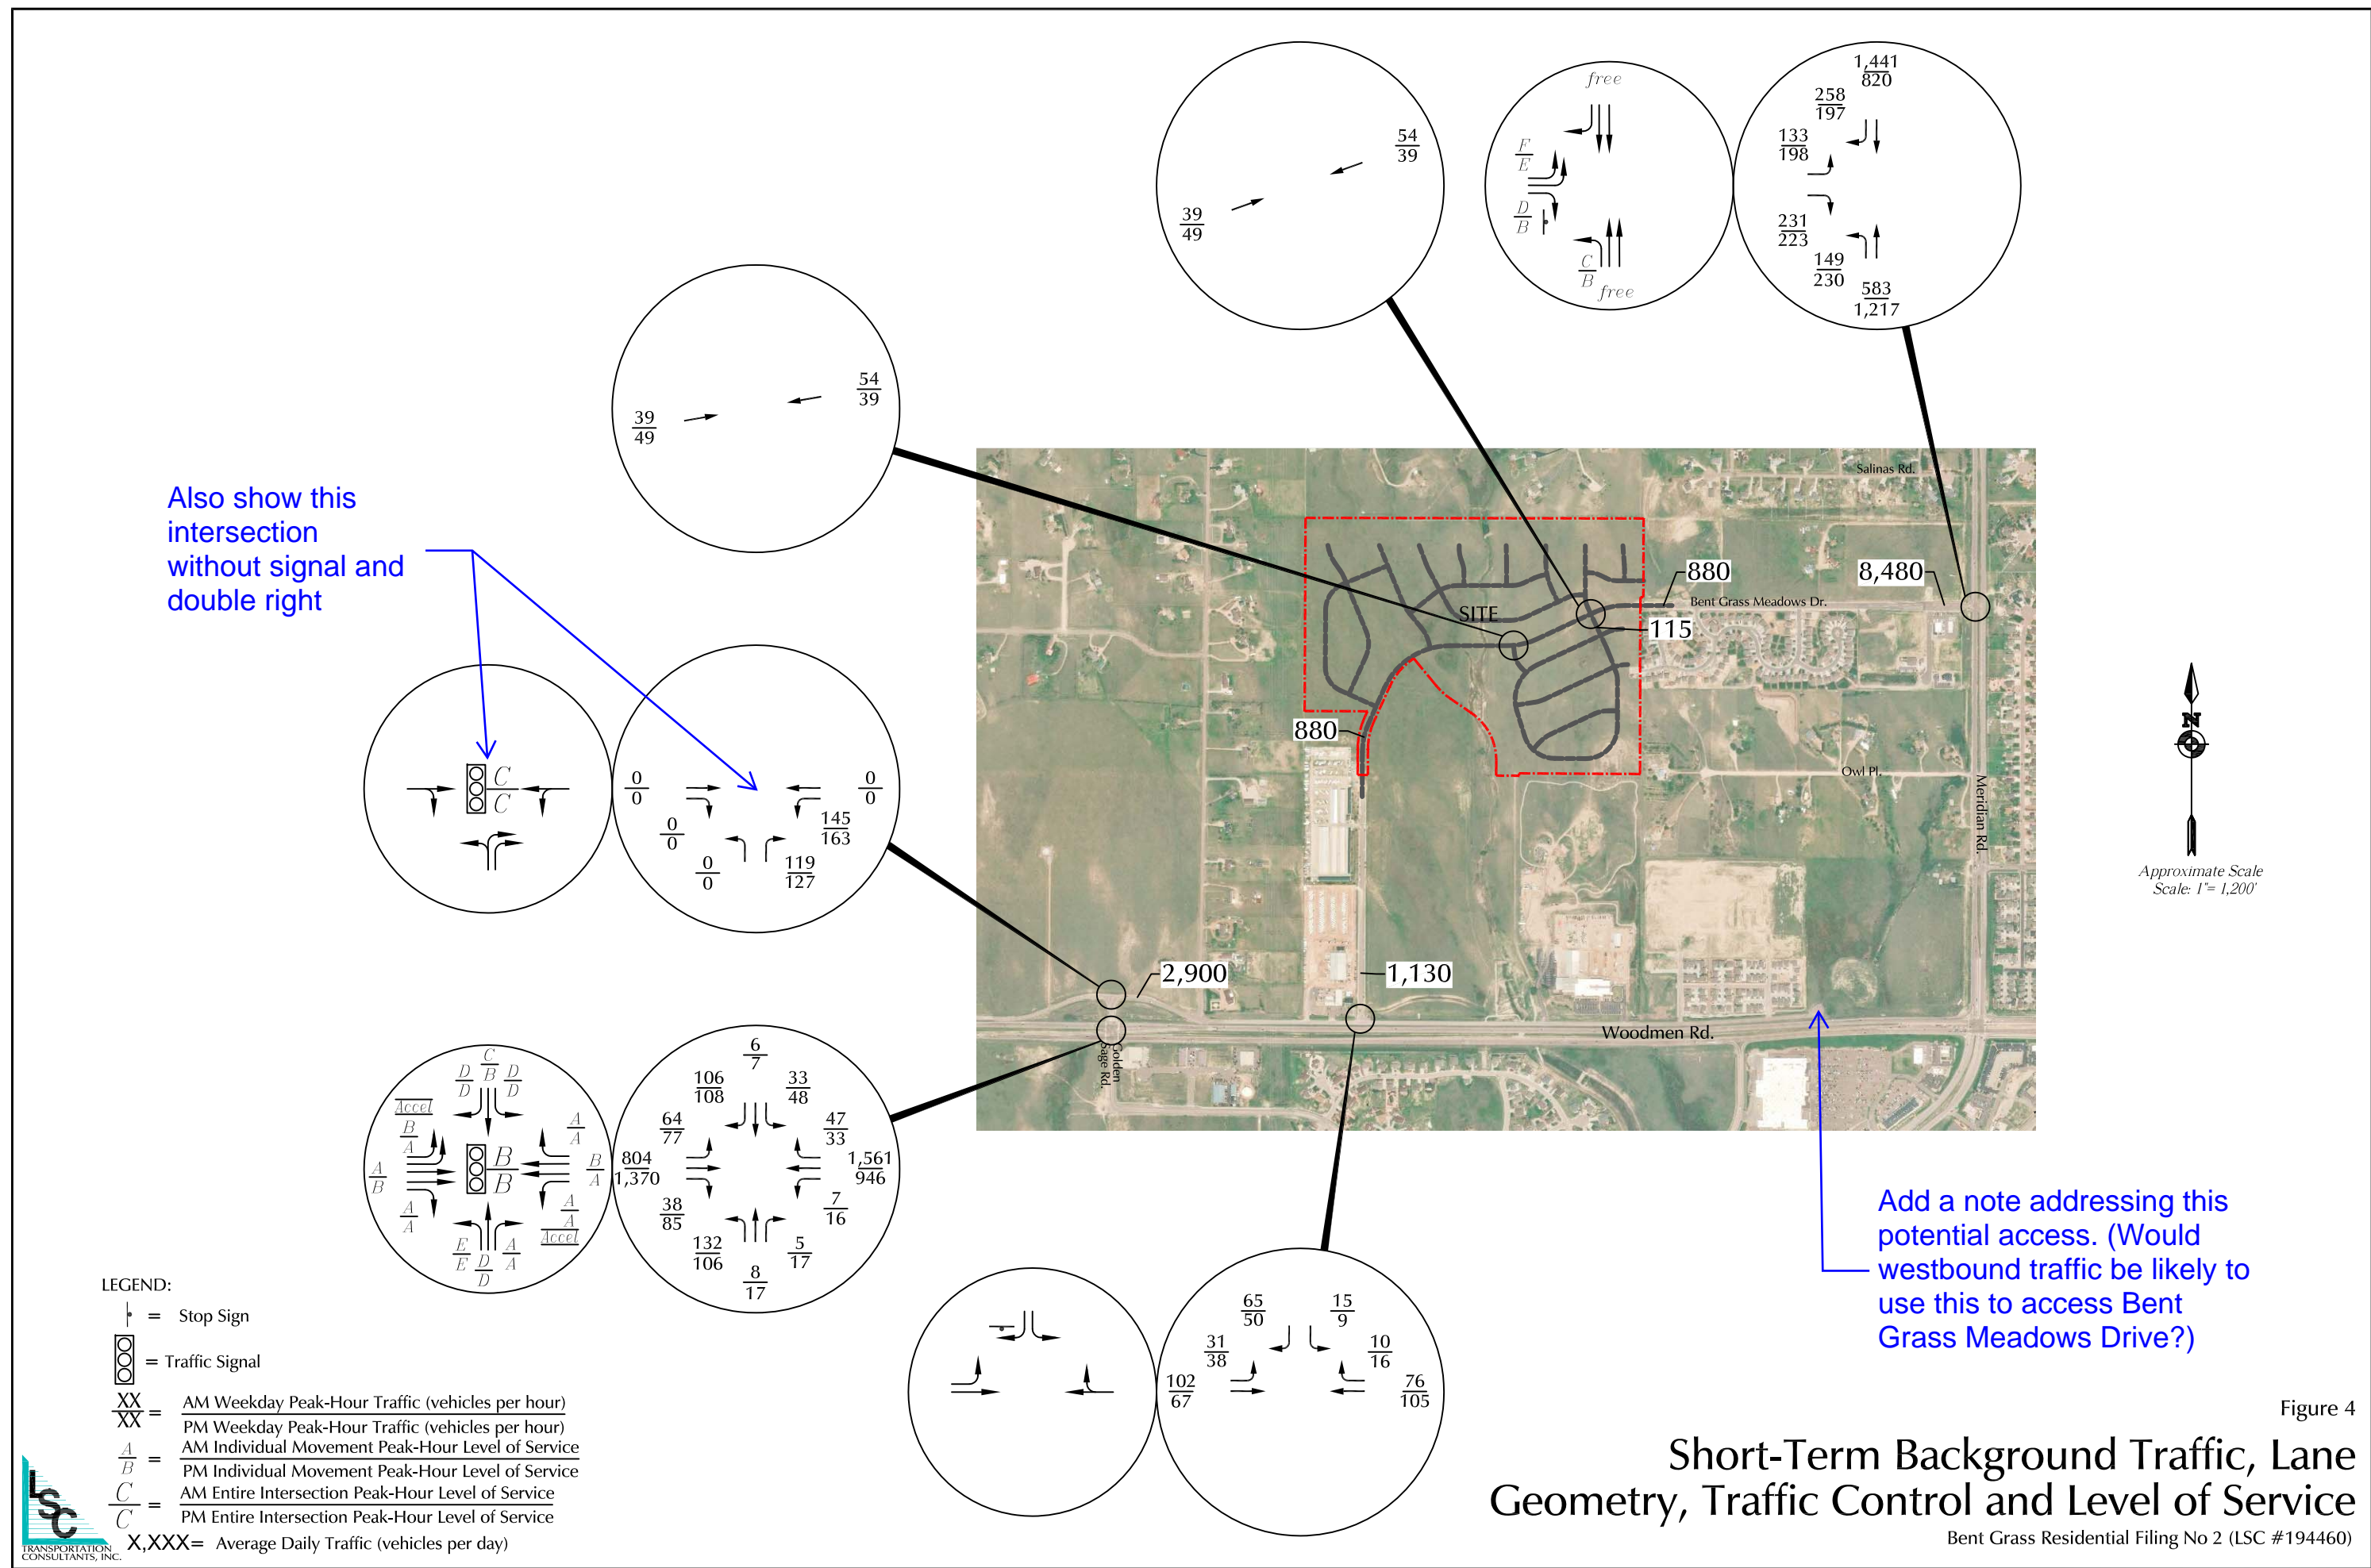 1,441
820
258
197
133
198
231
223
149
230
583
1,217
free
F
E
D
B
C
B
free
54
39
39
49
54
39
39
49
Also show this
intersection
without signal and
double right
C
C
0
0
0
0
0
0
0
0
145
163
119
127
Salinas Rd.
880
8,480
Bent Grass Meadows Dr.
SITE
115
880
Owl Pl.
Meridian Rd.
2,900
1,130
Woodmen Rd.
Golden
Sage Rd.
N
Approximate Scale
Scale: 1"= 1,200'
C
B
D
D
D
D
Accel
B
A
A
B
A
A
B
B
A
A
B
A
A
A
Accel
E
E
D
D
A
A
6
7
106
108
33
48
64
77
47
33
804
1,370
1,561
946
38
85
7
16
132
106
5
17
8
17
65
50
15
9
31
38
10
16
102
67
76
105
Add a note addressing this
potential access. (Would
westbound traffic be likely to
use this to access Bent
Grass Meadows Drive?)
LEGEND:
= Stop Sign
= Traffic Signal
XX
XX = AM Weekday Peak-Hour Traffic (vehicles per hour)
PM Weekday Peak-Hour Traffic (vehicles per hour)
A
B = AM Individual Movement Peak-Hour Level of Service
PM Individual Movement Peak-Hour Level of Service
C
C = AM Entire Intersection Peak-Hour Level of Service
PM Entire Intersection Peak-Hour Level of Service
X,XXX= Average Daily Traffic (vehicles per day)
LSC
TRANSPORTATION
CONSULTANTS, INC.
Figure 4
Short-Term Background Traffic, Lane
Geometry, Traffic Control and Level of Service
Bent Grass Residential Filing No 2 (LSC #194460)